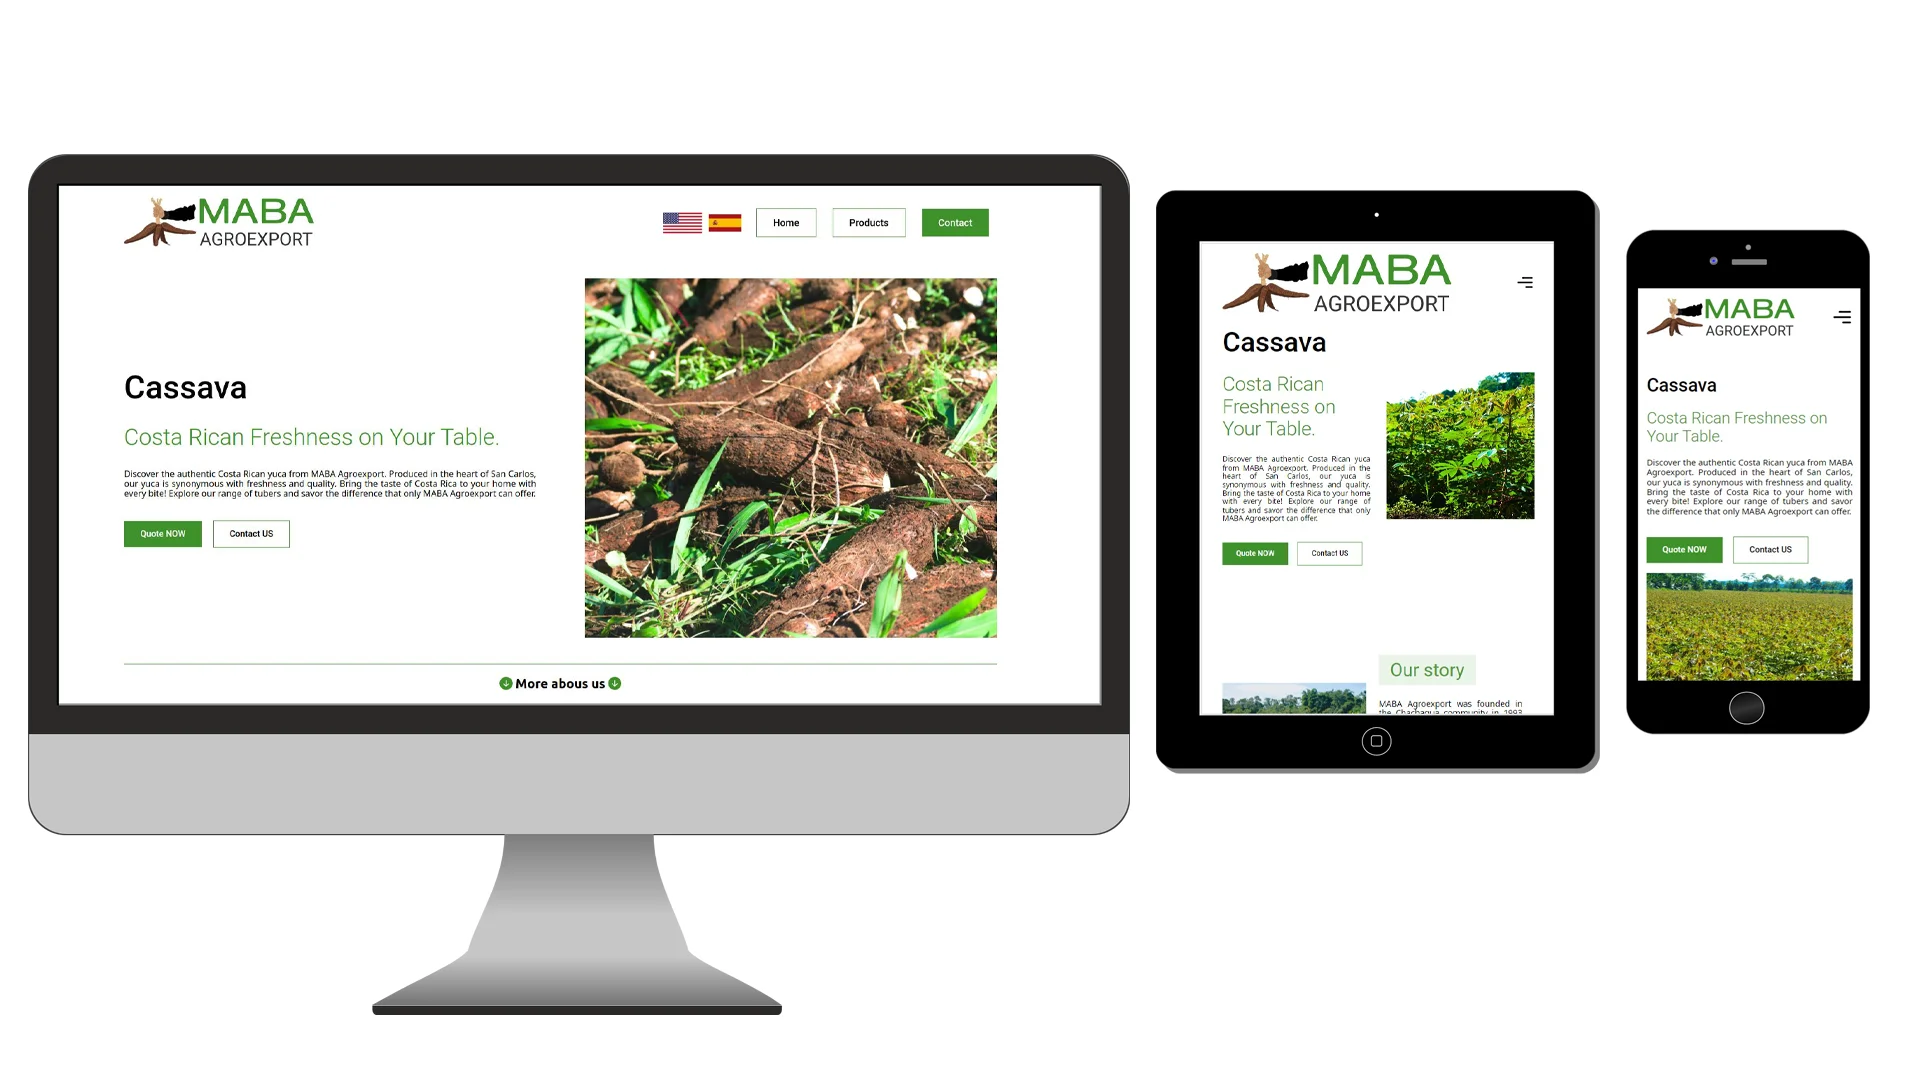 MABA
AGROEXPORT
Home
Products
Contact
Cassava
Costa Rican Freshness on Your Table.
Discover the authentic Costa Rican yuca from MABA Agroexport. Produced in the heart of San Carlos,
our yuca is synonymous with freshness and quality. Bring the taste of Costa Rica to your home with
every bite! Explore our range of tubers and savor the difference that only MABA Agroexport can offer.
Quote NOW
Contact US
More abous us
MABA
AGROEXPORT
Cassava
Costa Rican
Freshness on
Your Table.
Discover the authentic Costa Rican yuca
from MABA Agroexport. Produced in the
heart of San Carlos, our yuca is
synonymous with freshness and quality.
Bring the taste of Costa Rica to your home
with every bite! Explore our range of
tubers and savor the difference that only
MABA Agroexport can offer.
Quote NOW
Contact US
Our story
MABA Agroexport was founded in
the Chachagua community in 1993
MABA
AGROEXPORT
Cassava
Costa Rican Freshness on
Your Table.
Discover the authentic Costa Rican yuca from MABA
Agroexport. Produced in the heart of San Carlos,
our yuca is synonymous with freshness and quality.
Bring the taste of Costa Rica to your home with
every bite! Explore our range of tubers and savor
the difference that only MABA Agroexport can offer.
Quote NOW
Contact US